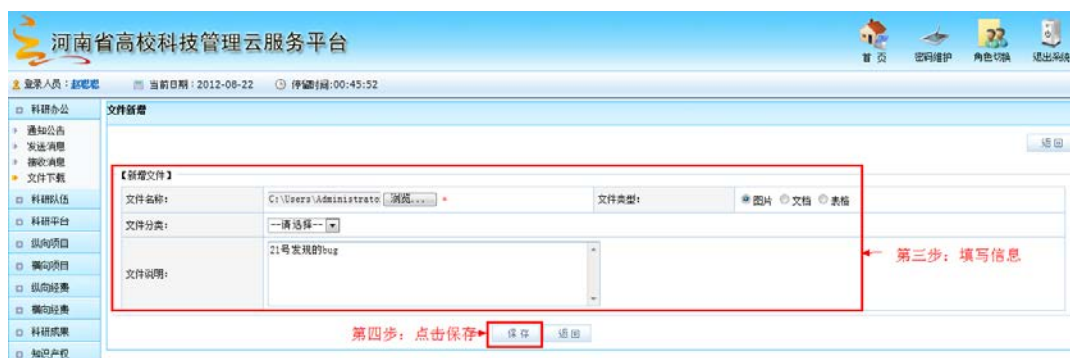 河南省高校科技管理云服务平台
首页 密码维护 角色切换 退出系统
登录人员：赵聪聪 当前日期：2012-08-22 停留时间:00:45:52
科研办公
通知公告
发送消息
接收消息
文件下载
科研队伍
科研平台
纵向项目
横向项目
纵向经费
横向经费
科研成果
知识产权
文件新增
返回
【新增文件】
文件名称： C:\Users\Administrato 浏览... * 文件类型： 图片 文档 表格
文件分类： --请选择--
文件说明： 21号发现的bug
第三步：填写信息
第四步：点击保存 保存 返回